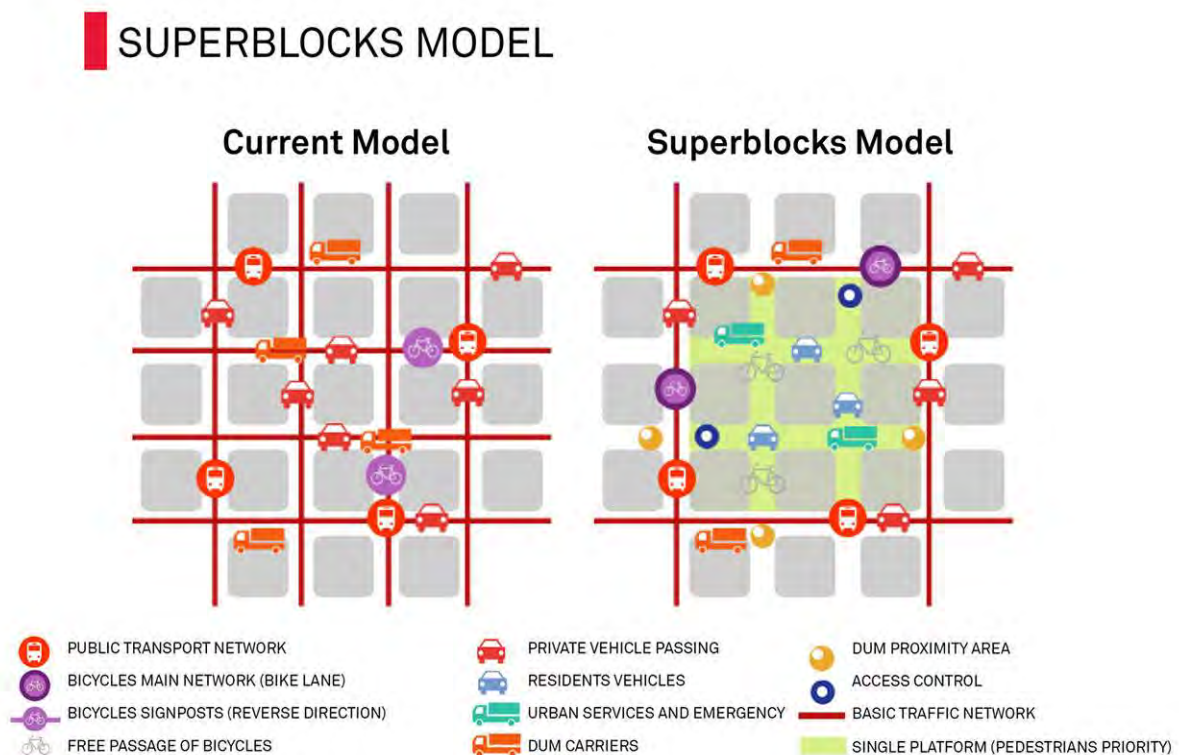 SUPERBLOCKS MODEL
Current Model
Superblocks Model
PUBLIC TRANSPORT NETWORK
BICYCLES MAIN NETWORK (BIKE LANE)
BICYCLES SIGNPOSTS (REVERSE DIRECTION)
FREE PASSAGE OF BICYCLES
PRIVATE VEHICLE PASSING
RESIDENTS VEHICLES
URBAN SERVICES AND EMERGENCY
DUM CARRIERS
DUM PROXIMITY AREA
ACCESS CONTROL
BASIC TRAFFIC NETWORK
SINGLE PLATFORM (PEDESTRIANS PRIORITY)